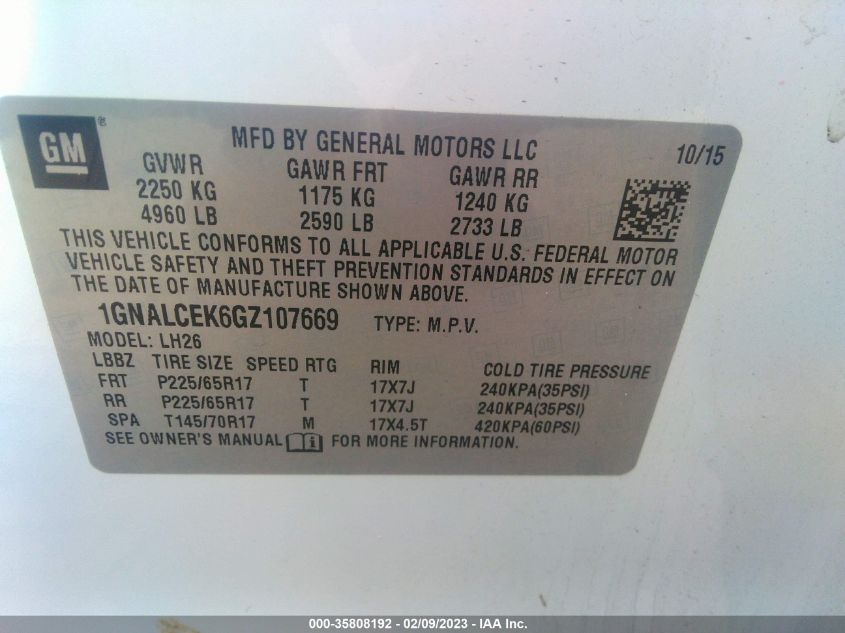 GM®
MFD BY GENERAL MOTORS LLC 10/15
GVWR GAWR FRT GAWR RR
2250 KG 1175 KG 1240 KG
4960 LB 2590 LB 2733 LB
THIS VEHICLE CONFORMS TO ALL APPLICABLE U.S. FEDERAL MOTOR
VEHICLE SAFETY AND THEFT PREVENTION STANDARDS IN EFFECT ON
THE DATE OF MANUFACTURE SHOWN ABOVE.
1GNALCEK6GZ107669 TYPE: M.P.V.
MODEL: LH26
LBBZ TIRE SIZE SPEED RTG RIM COLD TIRE PRESSURE
FRT P225/65R17 T 17X7J 240KPA(35PSI)
RR P225/65R17 T 17X7J 240KPA(35PSI)
SPA T145/70R17 M 17X4.5T 420KPA(60PSI)
SEE OWNER'S MANUAL FOR MORE INFORMATION.
000-35808192 - 02/09/2023 - IAA Inc.